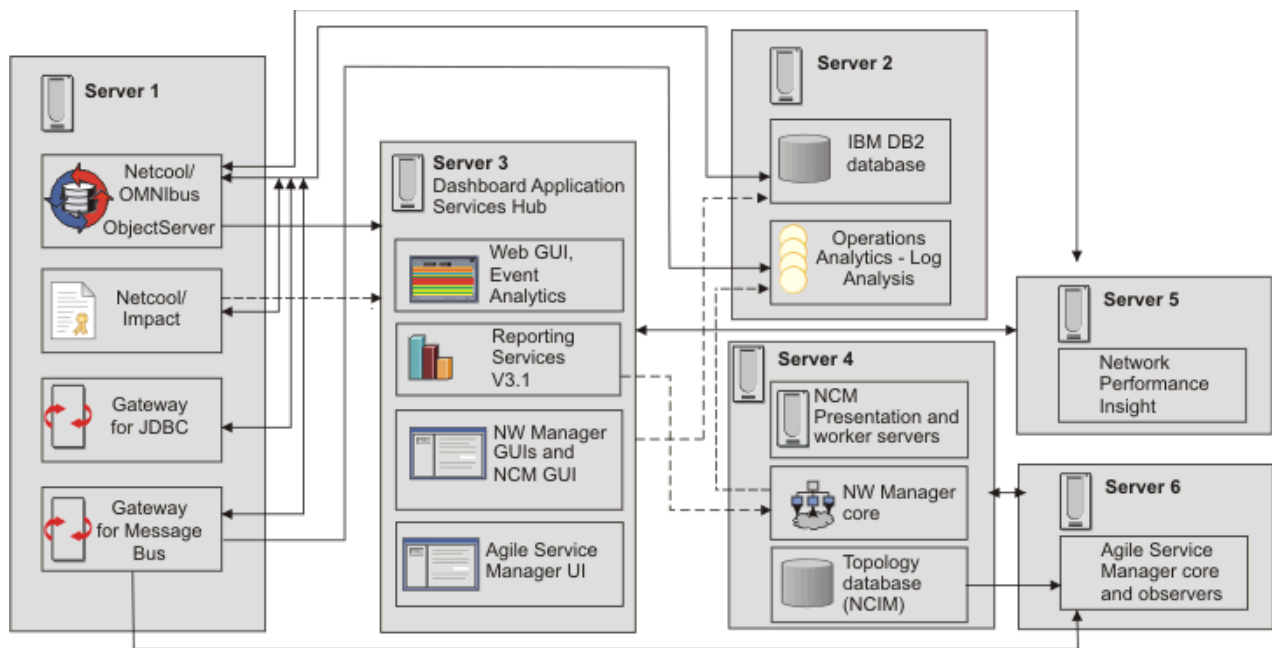 Server 1
Netcool/
OMNIbus
ObjectServer
Netcool/
Impact
Gateway
for JDBC
Gateway
for Message
Bus
Server 3
Dashboard Application
Services Hub
Web GUI,
Event
Analytics
Reporting
Services
V3.1
NW Manager
GUIs and
NCM GUI
Agile Service
Manager UI
Server 2
IBM DB2
database
Operations
Analytics - Log
Analysis
Server 4
NCM
Presentation and
worker servers
NW Manager
core
Topology
database
(NCIM)
Server 5
Network
Performance
Insight
Server 6
Agile Service
Manager core
and observers